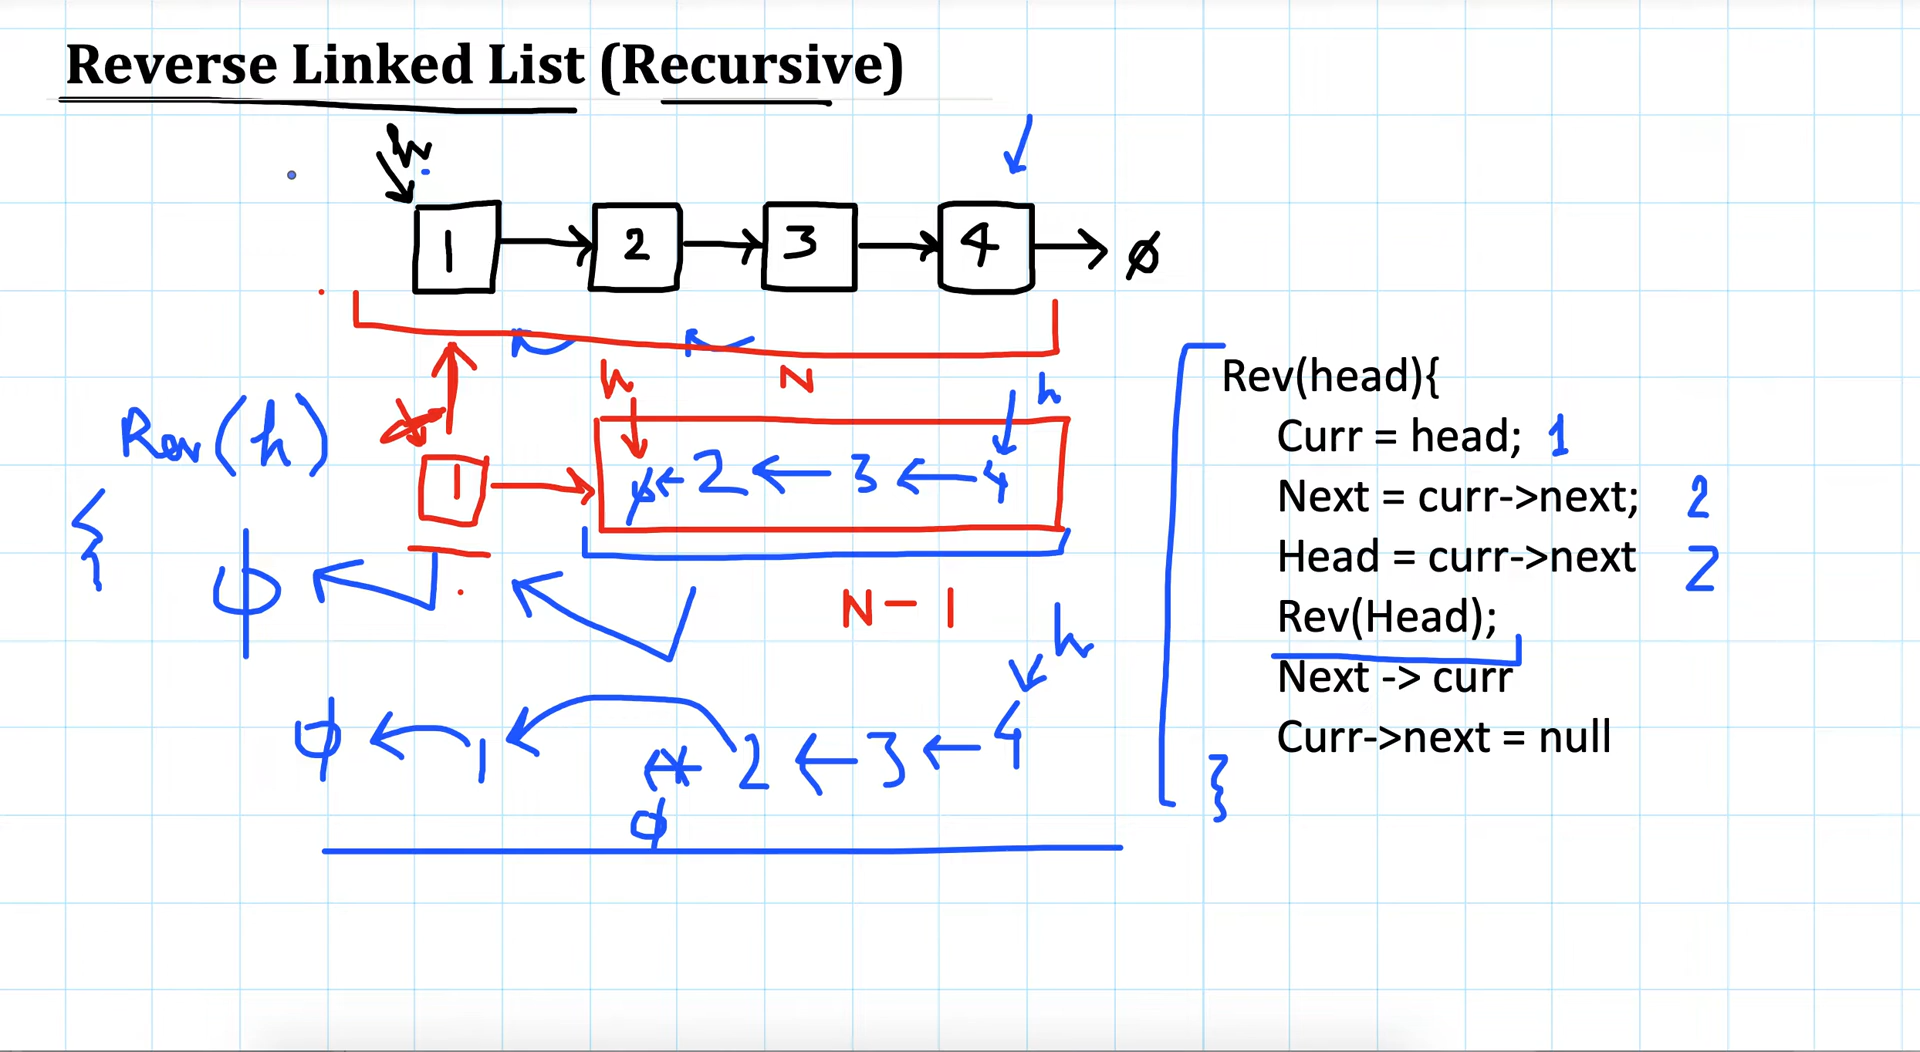 Reverse Linked List (Recursive)
h
1 → 2 → 3 → 4 → ø
h N h
Rev(h)
{
1 → ø ← 2 ← 3 ← 4
ϕ
N - 1
h
ϕ ← 1 ← 2 ← 3 ← 4
ϕ
Rev(head){
Curr = head; 1
Next = curr->next; 2
Head = curr->next 2
Rev(Head);
Next -> curr
Curr->next = null
}